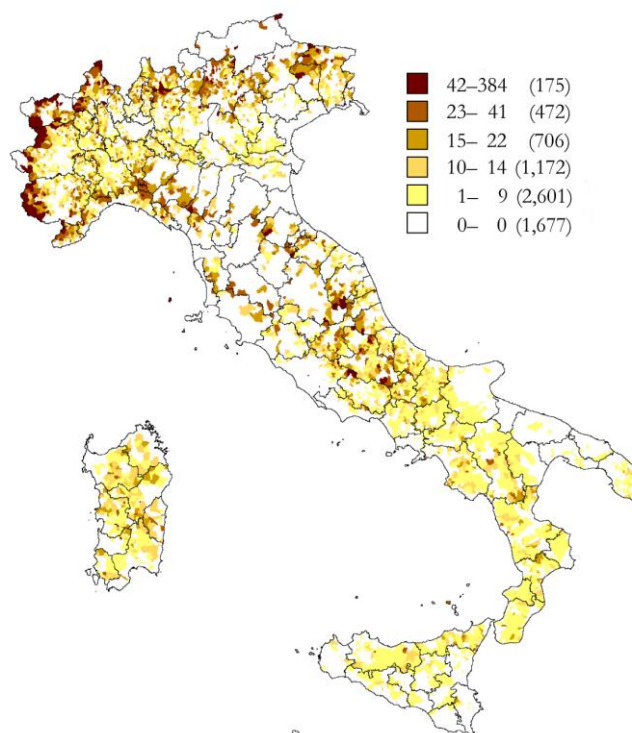 42–384 (175)
23– 41 (472)
15– 22 (706)
10– 14 (1,172)
1– 9 (2,601)
0– 0 (1,677)